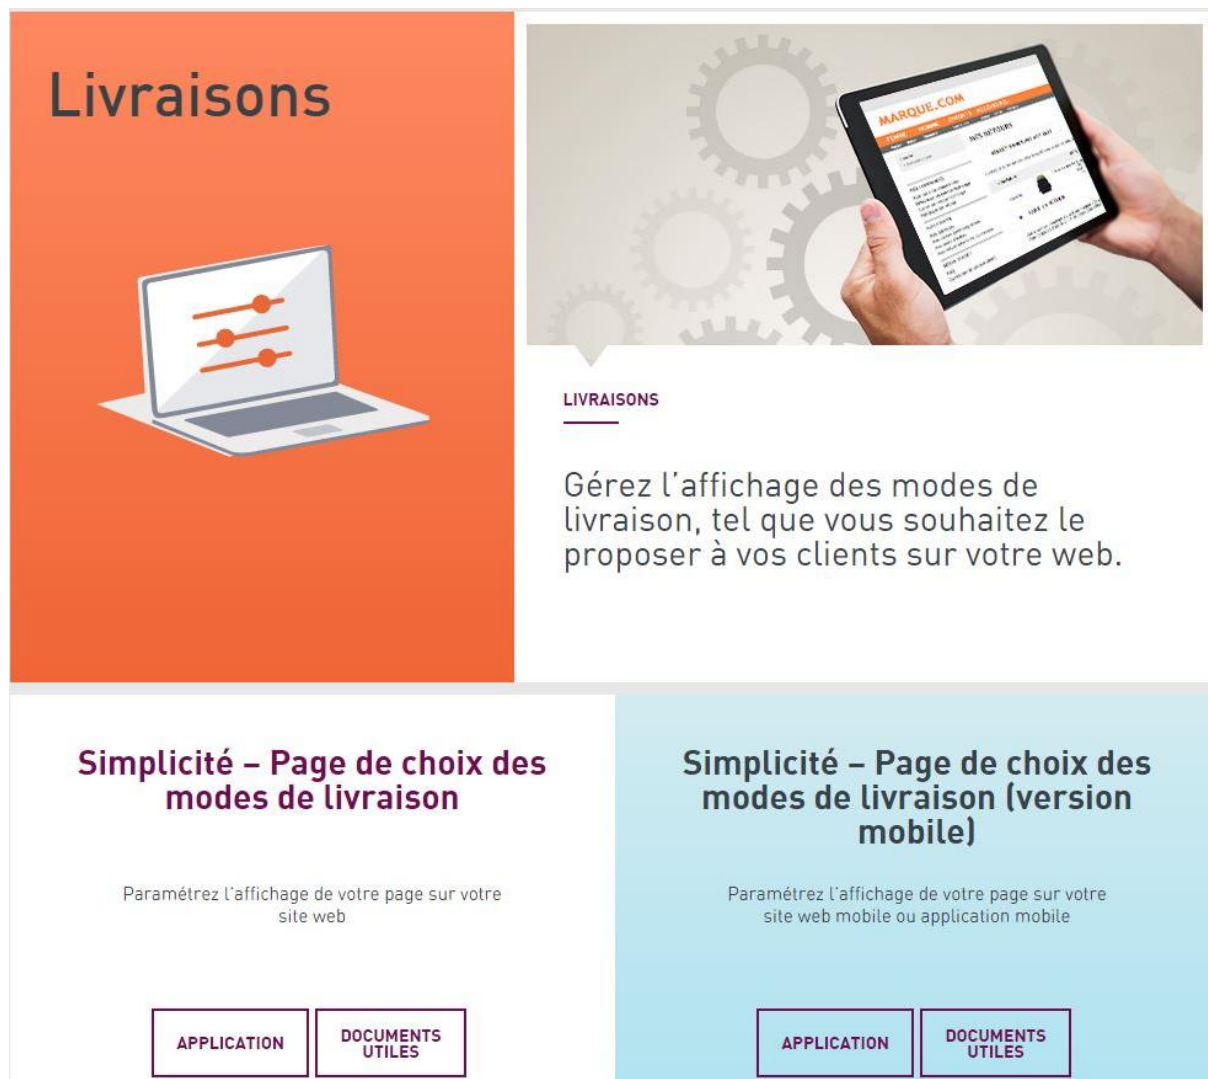 Livraisons
MARQUE.COM
MES RETOURS
LIVRAISONS
Gérez l'affichage des modes de
livraison, tel que vous souhaitez le
proposer à vos clients sur votre web.
Simplicité – Page de choix des
modes de livraison
Paramétrez l'affichage de votre page sur votre
site web
APPLICATION
DOCUMENTS
UTILES
Simplicité – Page de choix des
modes de livraison (version
mobile)
Paramétrez l'affichage de votre page sur votre
site web mobile ou application mobile
APPLICATION
DOCUMENTS
UTILES